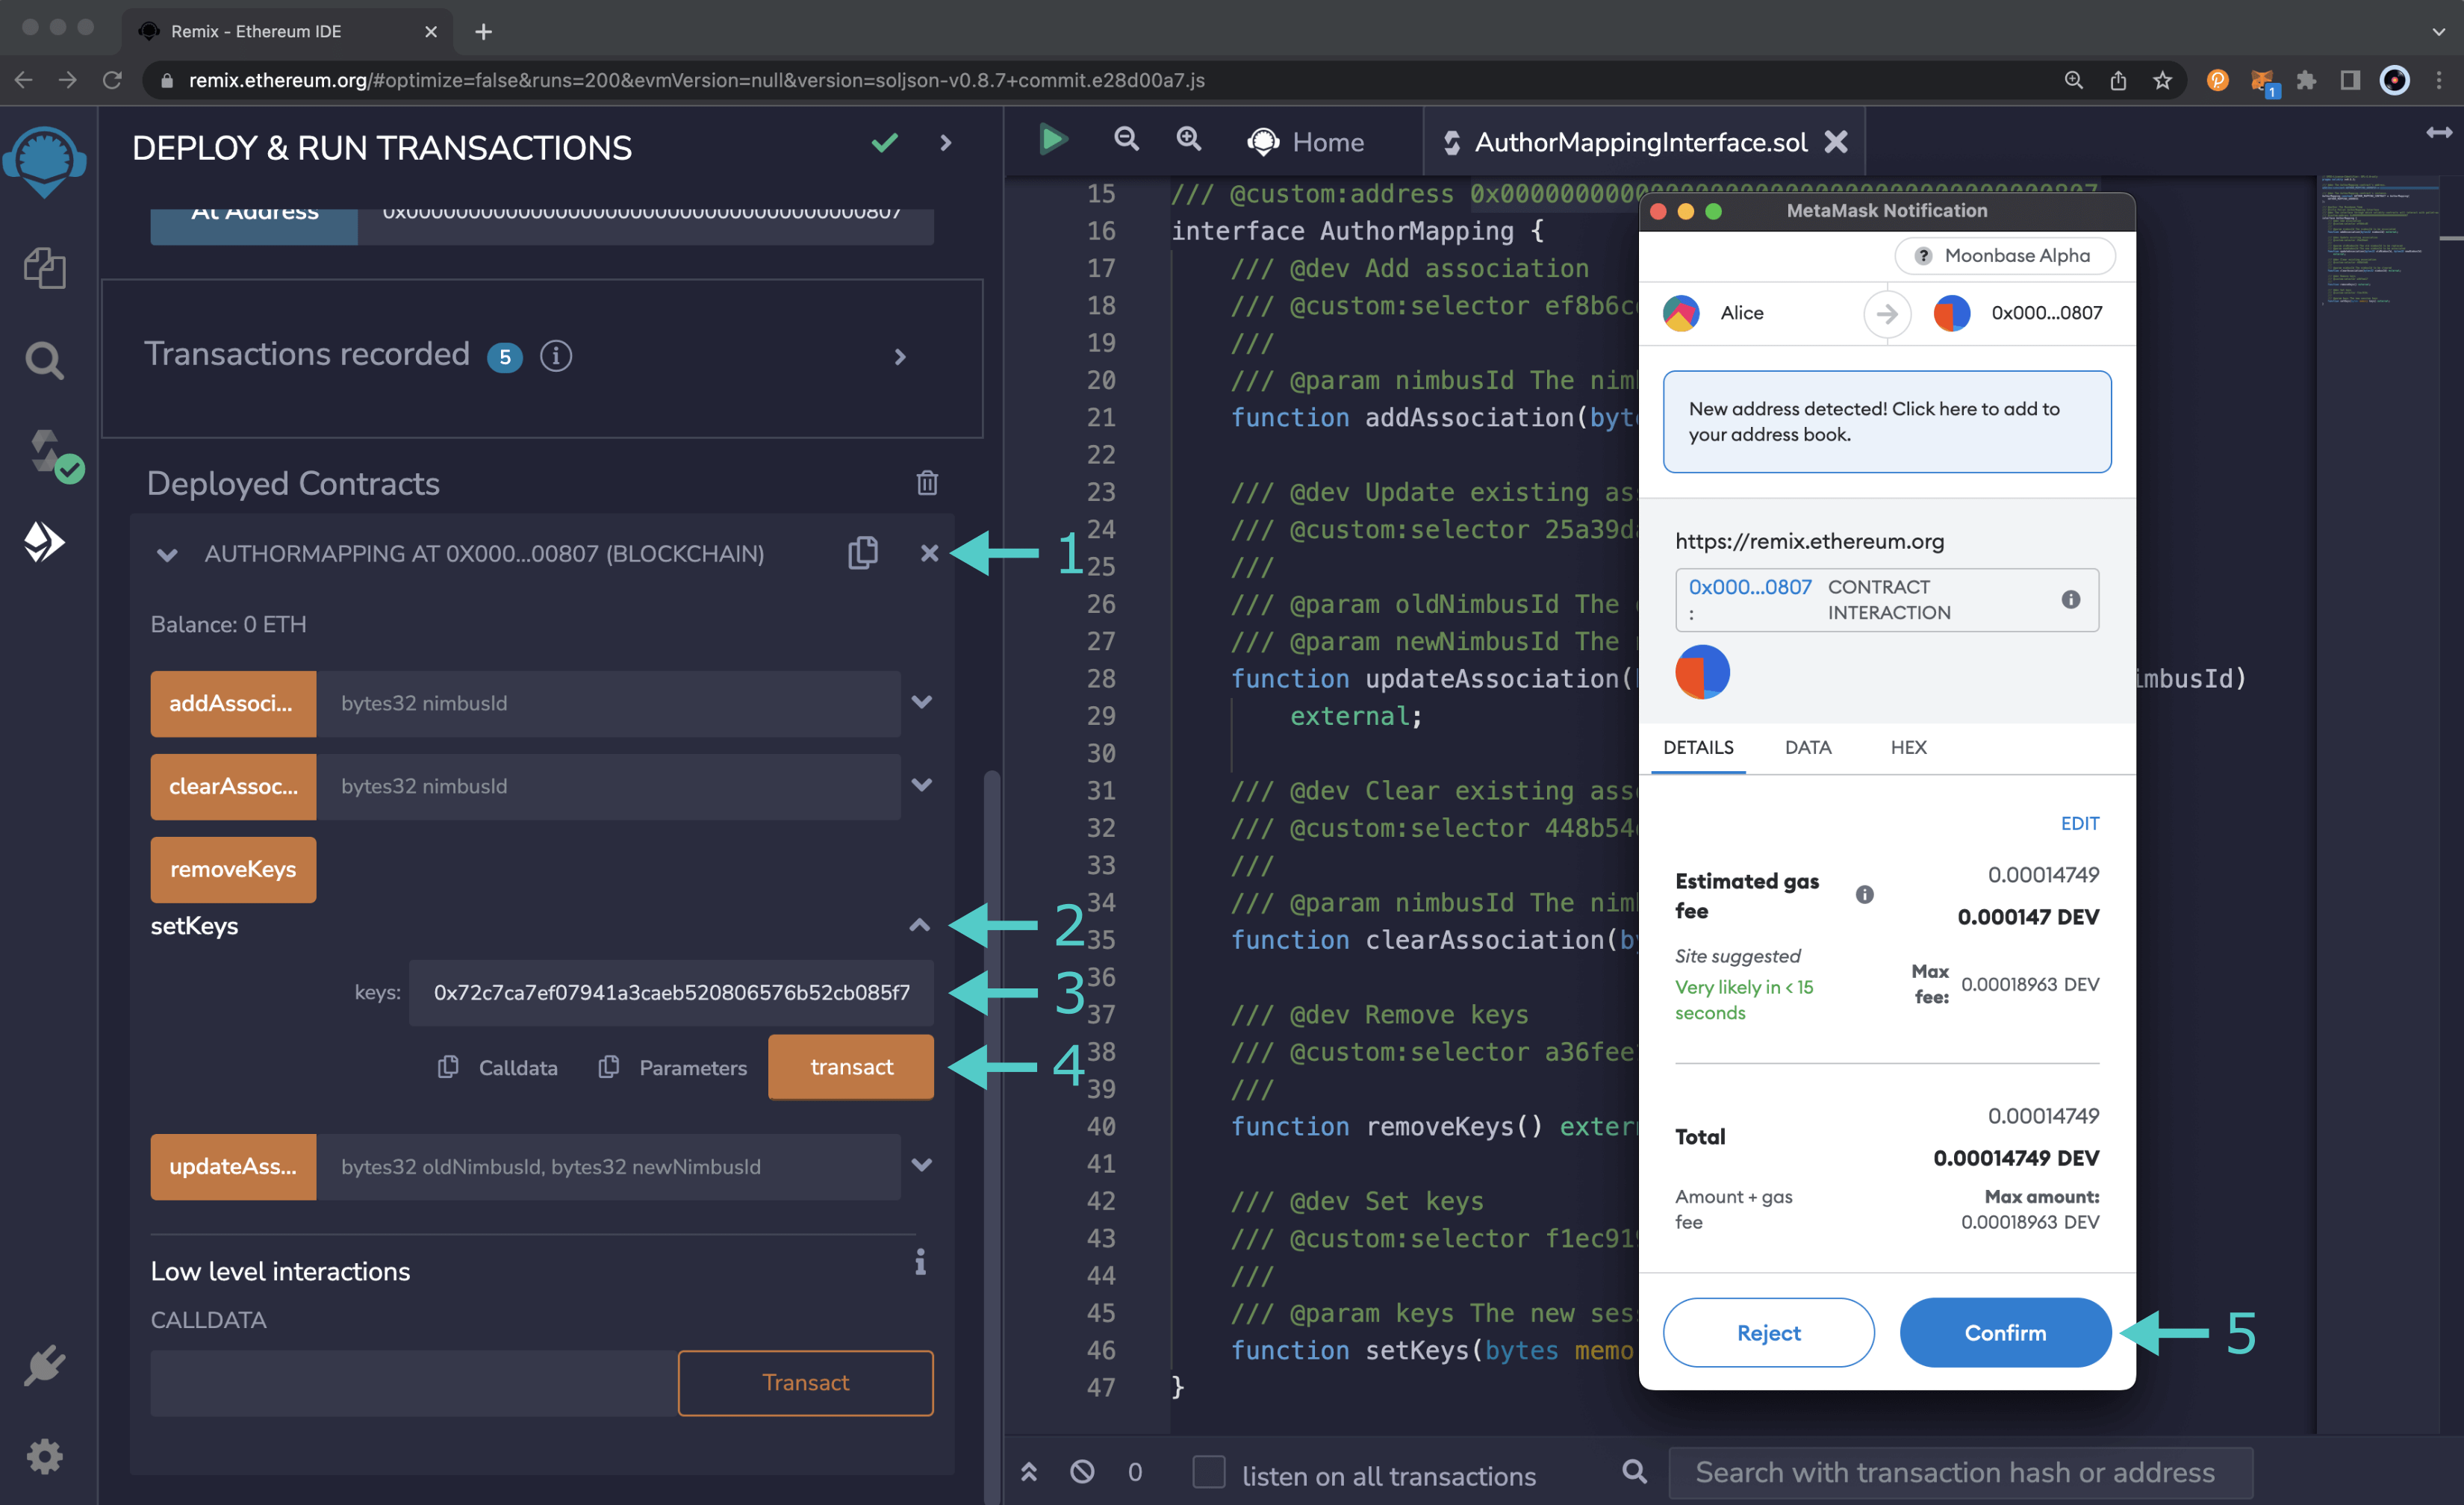 Remix - Ethereum IDE
remix.ethereum.org/#optimize=false&runs=200&evmVersion=null&version=soljson-v0.8.7+commit.e28d00a7.js
1
DEPLOY & RUN TRANSACTIONS
At Address
Transactions recorded 5
Deployed Contracts
AUTHORMAPPING AT 0X000...00807 (BLOCKCHAIN)
1
Balance: 0 ETH
addAssoci... bytes32 nimbusId
clearAssoc... bytes32 nimbusId
removeKeys
setKeys
2
keys: 0x72c7ca7ef07941a3caeb520806576b52cb085f7
3
Calldata Parameters transact
4
updateAss... bytes32 oldNimbusId, bytes32 newNimbusId
Low level interactions
CALLDATA
Transact
Home
AuthorMappingInterface.sol
15 /// @custom:address
16 interface AuthorMapping {
17 /// @dev Add association
18 /// @custom:selector ef8b6c
19 ///
20 /// @param nimbusId The nim
21 function addAssociation(byt
22
23 /// @dev Update existing as
24 /// @custom:selector 25a39d
25 ///
26 /// @param oldNimbusId The
27 /// @param newNimbusId The
28 function updateAssociation( imbusId)
29 external;
30
31 /// @dev Clear existing ass
32 /// @custom:selector 448b54
33 ///
34 /// @param nimbusId The nim
35 function clearAssociation(b
36
37 /// @dev Remove keys
38 /// @custom:selector a36fee
39 ///
40 function removeKeys() exter
41
42 /// @dev Set keys
43 /// @custom:selector f1ec91
44 ///
45 /// @param keys The new ses
46 function setKeys(bytes memo
47 }
0 listen on all transactions Search with transaction hash or address
MetaMask Notification
? Moonbase Alpha
Alice 0x000...0807
New address detected! Click here to add to
your address book.
https://remix.ethereum.org
0x000...0807 CONTRACT
: INTERACTION
DETAILS DATA HEX
EDIT
Estimated gas
fee
0.00014749
0.000147 DEV
Site suggested
Very likely in < 15
seconds
Max
fee: 0.00018963 DEV
Total
0.00014749
0.00014749 DEV
Amount + gas
fee
Max amount:
0.00018963 DEV
Reject Confirm
5